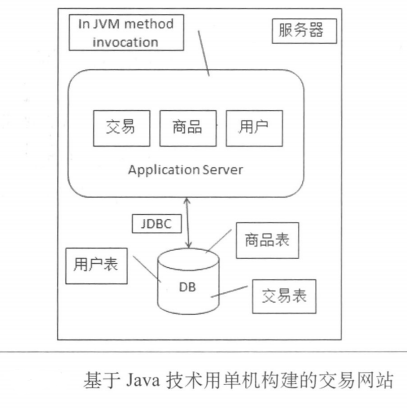 In JVM method
invocation
服务器
交易
商品
用户
Application Server
JDBC
商品表
用户表
DB
交易表
基于 Java 技术用单机构建的交易网站